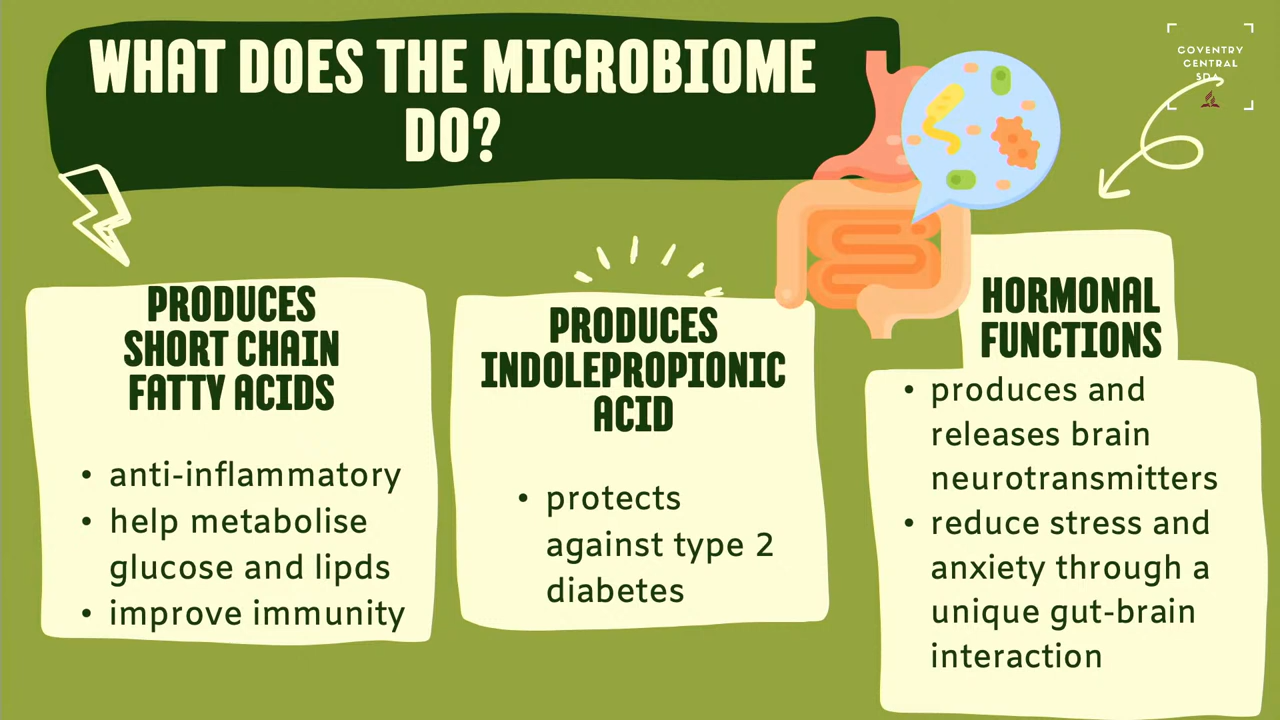 WHAT DOES THE MICROBIOME
DO?
COVENTRY
CENTRAL
SDA
PRODUCES
SHORT CHAIN
FATTY ACIDS
• anti-inflammatory
• help metabolise
glucose and lipds
• improve immunity
PRODUCES
INDOLEPROPIONIC
ACID
• protects
against type 2
diabetes
HORMONAL
FUNCTIONS
• produces and
releases brain
neurotransmitters
• reduce stress and
anxiety through a
unique gut-brain
interaction